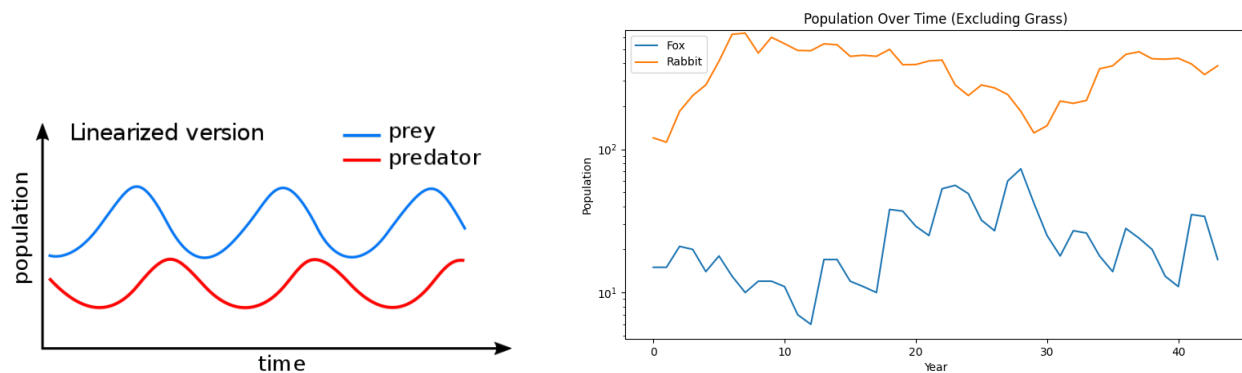 Linearized version
prey
predator
population
time
Population Over Time (Excluding Grass)
Fox
Rabbit
10²
10¹
Population
0
10
20
30
40
Year